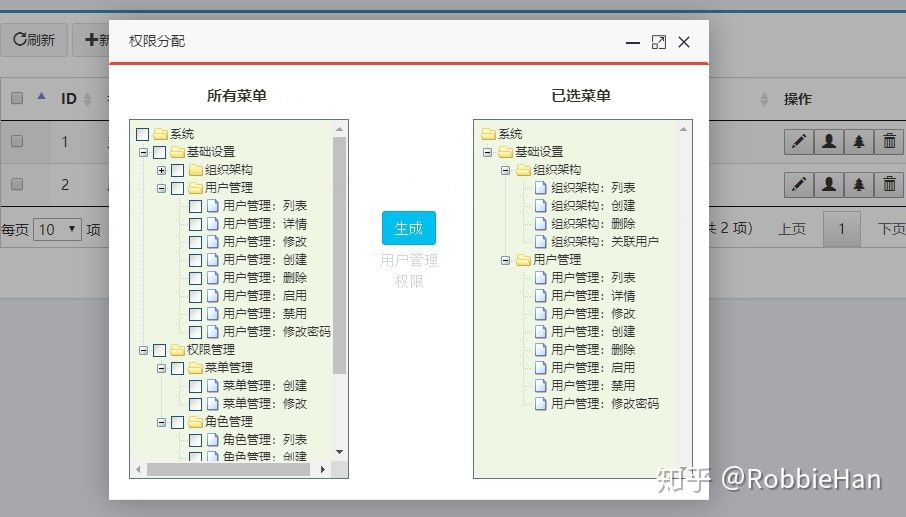 权限分配
刷新
ID
操作
1
2
每页 10 项
共 2 项)
上页
1
下页
所有菜单
系统
基础设置
组织架构
用户管理
用户管理：列表
用户管理：详情
用户管理：修改
用户管理：创建
用户管理：删除
用户管理：启用
用户管理：禁用
用户管理：修改密码
权限管理
菜单管理
菜单管理：创建
菜单管理：修改
角色管理
角色管理：列表
角色管理：创建
生成
用户管理
权限
已选菜单
系统
基础设置
组织架构
组织架构：列表
组织架构：创建
组织架构：删除
组织架构：关联用户
用户管理
用户管理：列表
用户管理：详情
用户管理：修改
用户管理：创建
用户管理：删除
用户管理：启用
用户管理：禁用
用户管理：修改密码
知乎 @RobbieHan